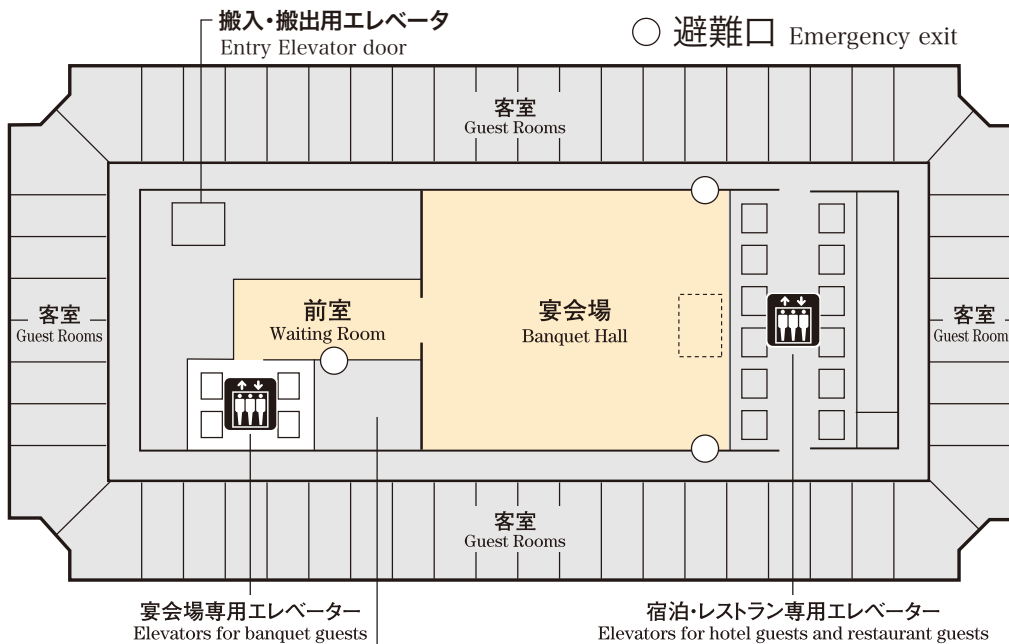 搬入・搬出用エレベータ
Entry Elevator door
避難口 Emergency exit
客室
Guest Rooms
客室
Guest Rooms
前室
Waiting Room
宴会場
Banquet Hall
客室
Guest Room
客室
Guest Rooms
宴会場専用エレベーター
Elevators for banquet guests
宿泊・レストラン専用エレベーター
Elevators for hotel guests and restaurant guests